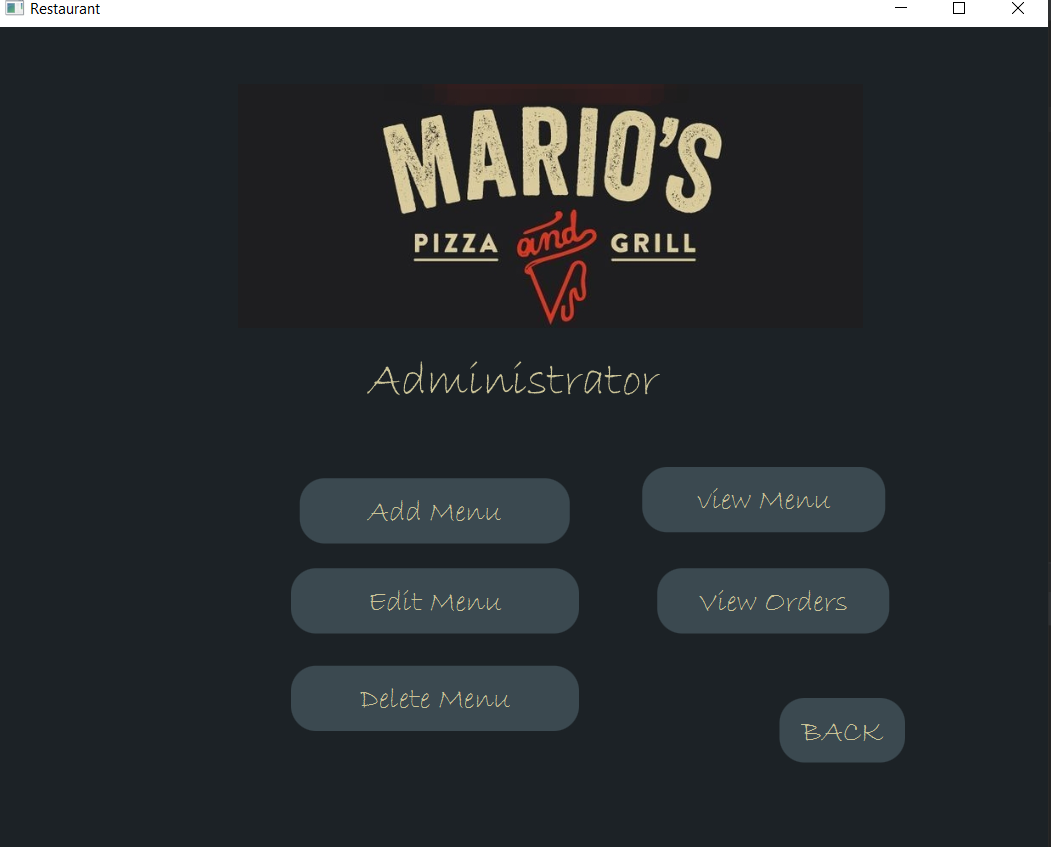 Restaurant
MARIO'S
PIZZA and GRILL
Administrator
Add Menu
View Menu
Edit Menu
View Orders
Delete Menu
BACK